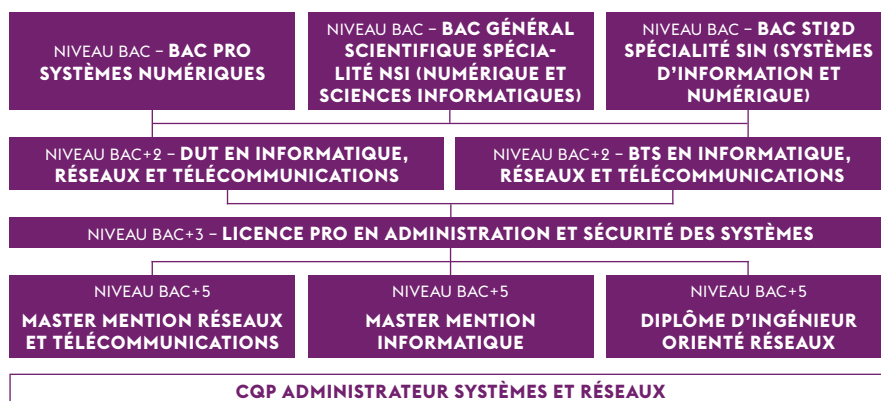 NIVEAU BAC – BAC PRO
SYSTÈMES NUMÉRIQUES
NIVEAU BAC – BAC GÉNÉRAL
SCIENTIFIQUE SPÉCIA-
LITÉ NSI (NUMÉRIQUE ET
SCIENCES INFORMATIQUES)
NIVEAU BAC – BAC STI2D
SPÉCIALITÉ SIN (SYSTÈMES
D'INFORMATION ET
NUMÉRIQUE)
NIVEAU BAC+2 – DUT EN INFORMATIQUE,
RÉSEAUX ET TÉLÉCOMMUNICATIONS
NIVEAU BAC+2 – BTS EN INFORMATIQUE,
RÉSEAUX ET TÉLÉCOMMUNICATIONS
NIVEAU BAC+3 – LICENCE PRO EN ADMINISTRATION ET SÉCURITÉ DES SYSTÈMES
NIVEAU BAC+5
MASTER MENTION RÉSEAUX
ET TÉLÉCOMMUNICATIONS
NIVEAU BAC+5
MASTER MENTION
INFORMATIQUE
NIVEAU BAC+5
DIPLÔME D'INGÉNIEUR
ORIENTÉ RÉSEAUX
CQP ADMINISTRATEUR SYSTÈMES ET RÉSEAUX